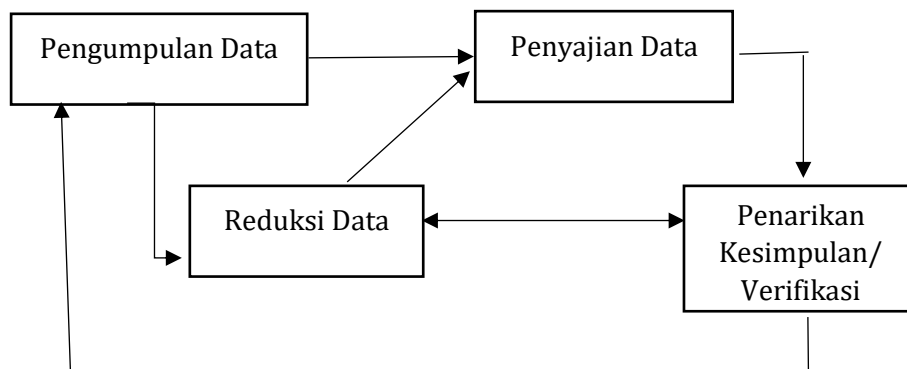 Pengumpulan Data
Penyajian Data
Reduksi Data
Penarikan
Kesimpulan/
Verifikasi